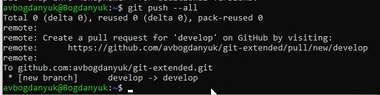 avbogdanyuk@Bogdanyuk:~$ git push --all
Total 0 (delta 0), reused 0 (delta 0), pack-reused 0
remote:
remote: Create a pull request for 'develop' on GitHub by visiting:
remote:      https://github.com/avbogdanyuk/git-extended/pull/new/develop
remote:
To github.com:avbogdanyuk/git-extended.git
 * [new branch]      develop -> develop
avbogdanyuk@Bogdanyuk:~$